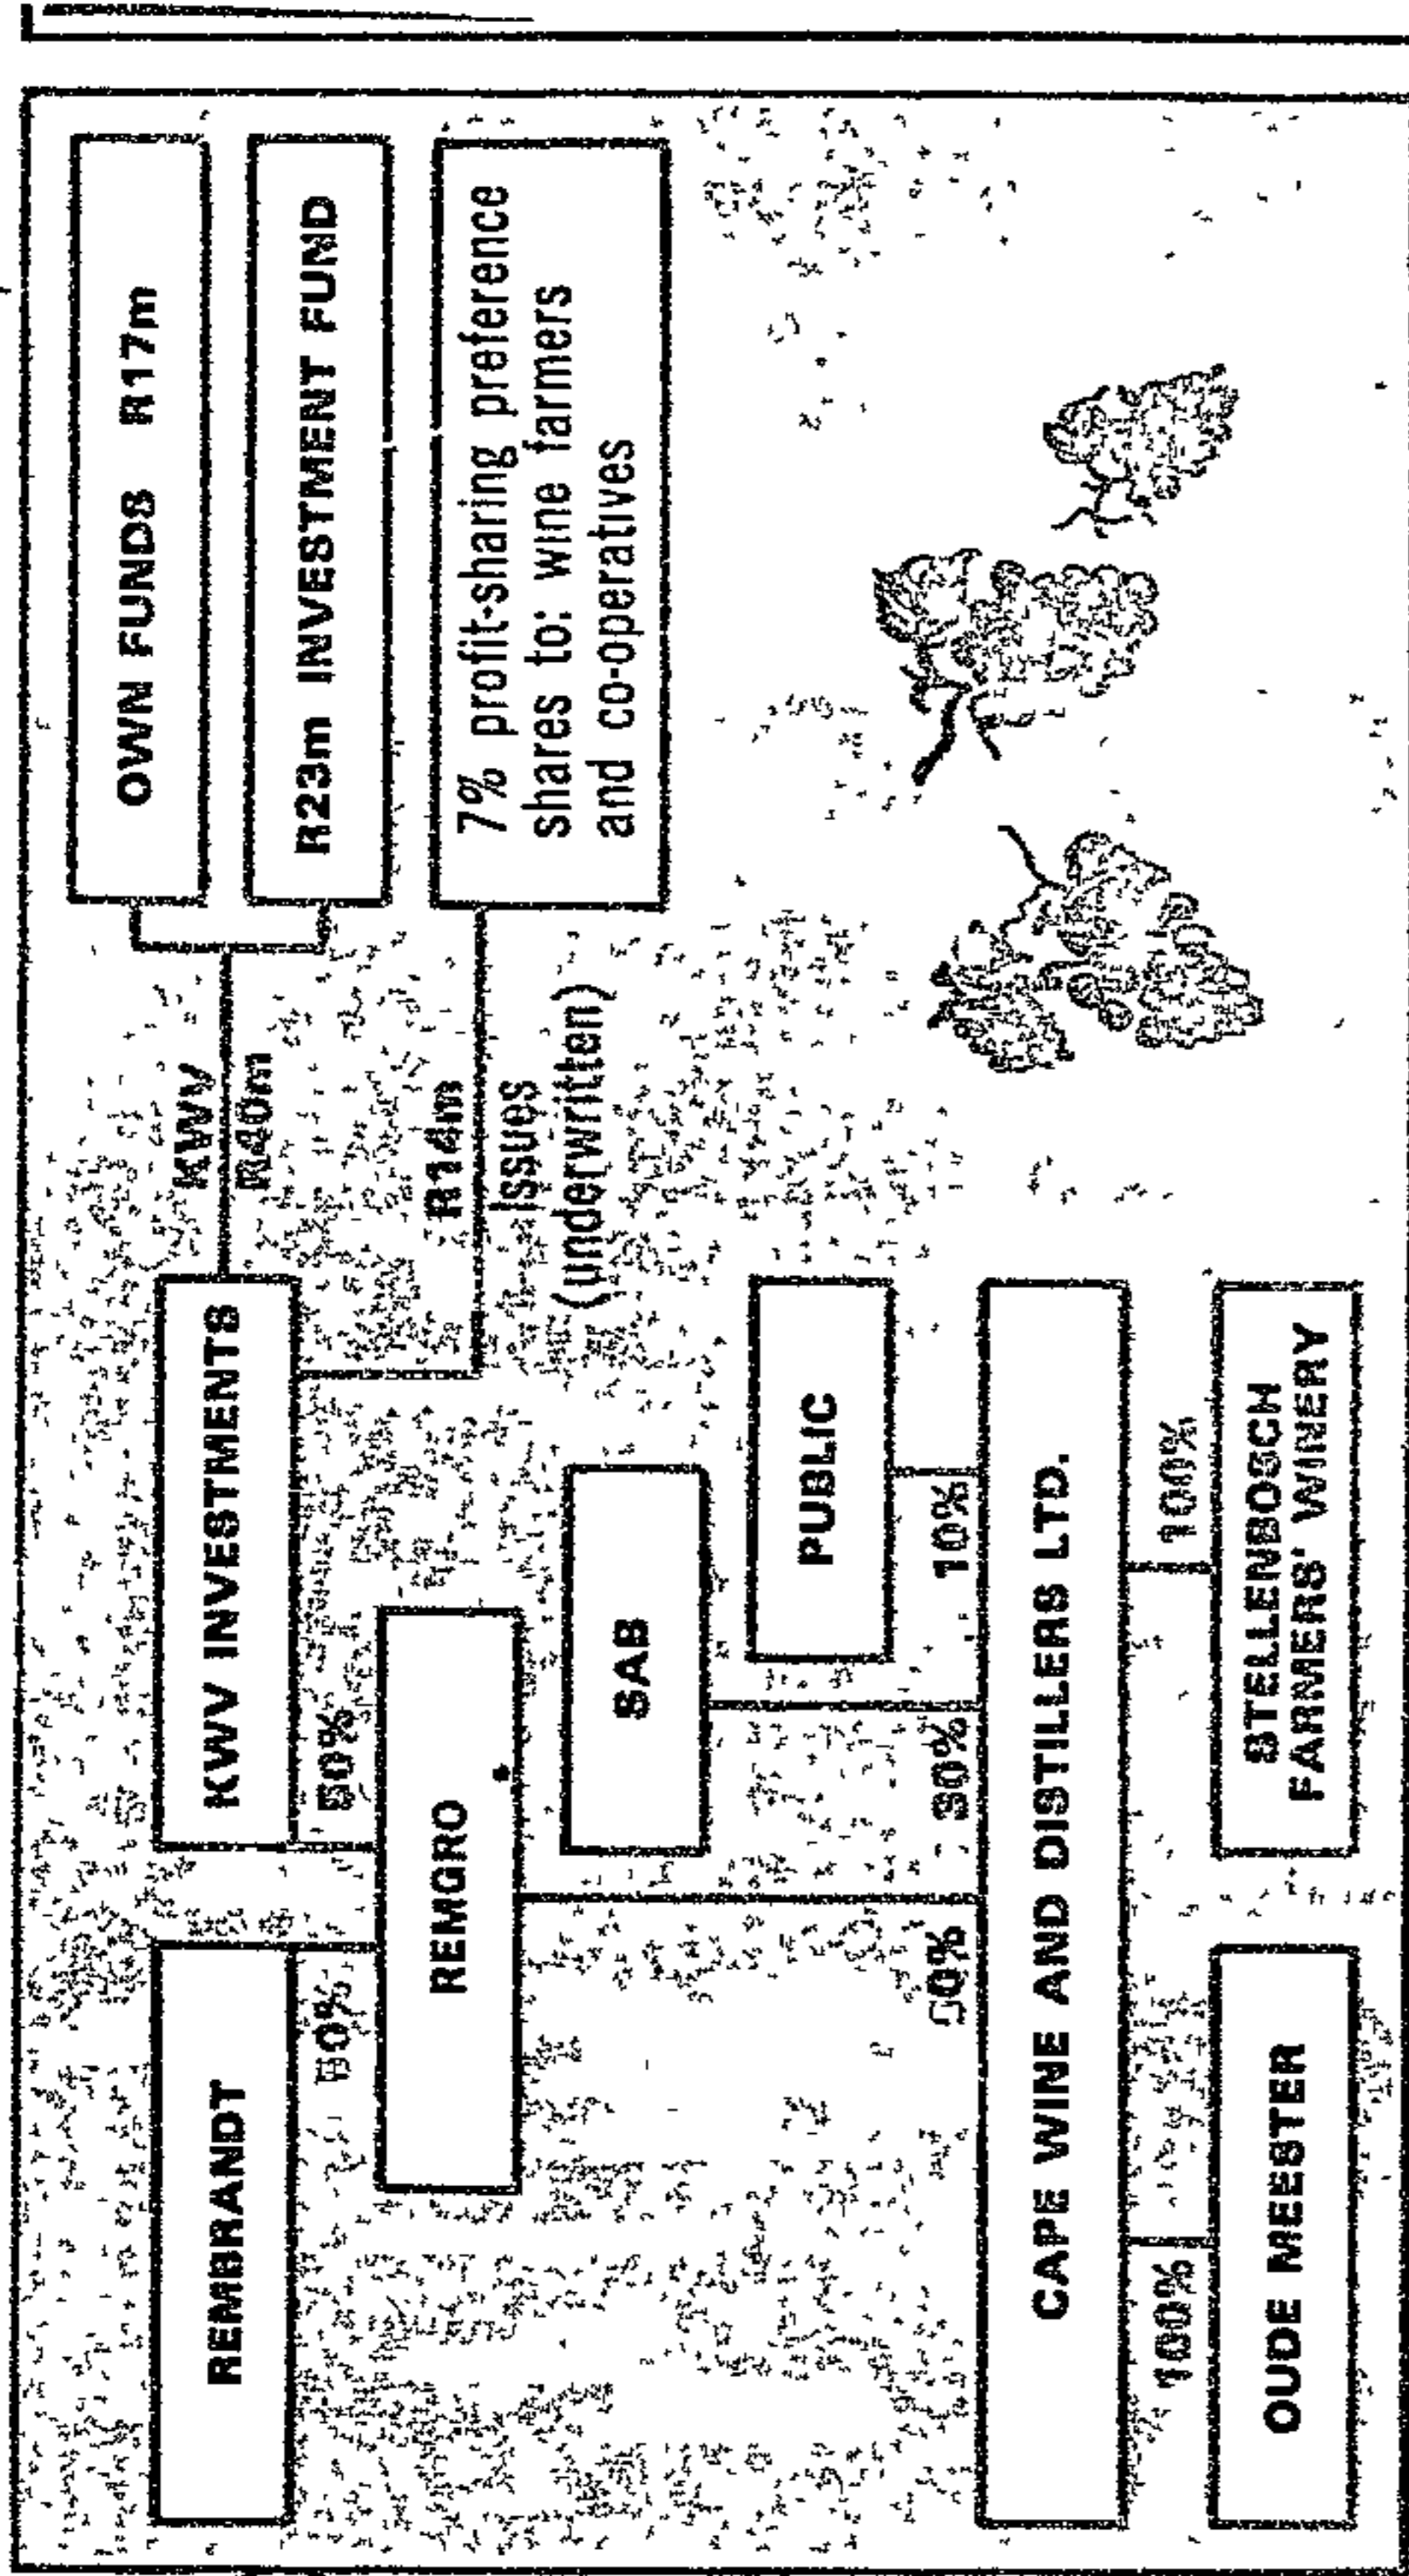 OWN FUNDS R17m
R23m INVESTMENT FUND
KWV
R40m
7% profit-sharing preference
shares to: wine farmers
and co-operatives
R14m
issues
(underwritten)
REMBRANDT
KWV INVESTMENTS
50%
REMGRO
SAB
PUBLIC
30%
10%
CAPE WINE AND DISTILLERS LTD.
100%
100%
OUDE MEESTER
STELLENBOSCH
FARMERS' WINERY